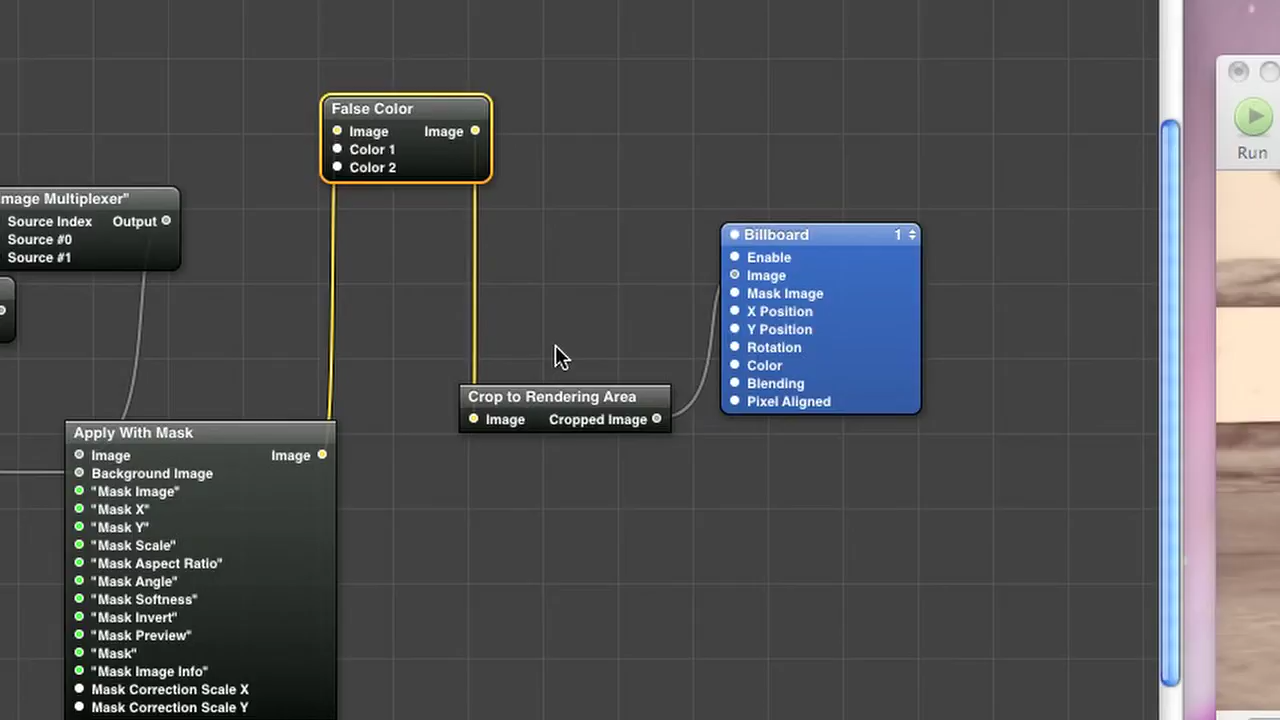 False Color
Image Image
Color 1
Color 2
mage Multiplexer"
Source Index Output
Source #0
Source #1
Billboard 1
Enable
Image
Mask Image
X Position
Y Position
Rotation
Color
Blending
Pixel Aligned
Crop to Rendering Area
Image Cropped Image
Apply With Mask
Image Image
Background Image
"Mask Image"
"Mask X"
"Mask Y"
"Mask Scale"
"Mask Aspect Ratio"
"Mask Angle"
"Mask Softness"
"Mask Invert"
"Mask Preview"
"Mask"
"Mask Image Info"
Mask Correction Scale X
Mask Correction Scale Y
Run